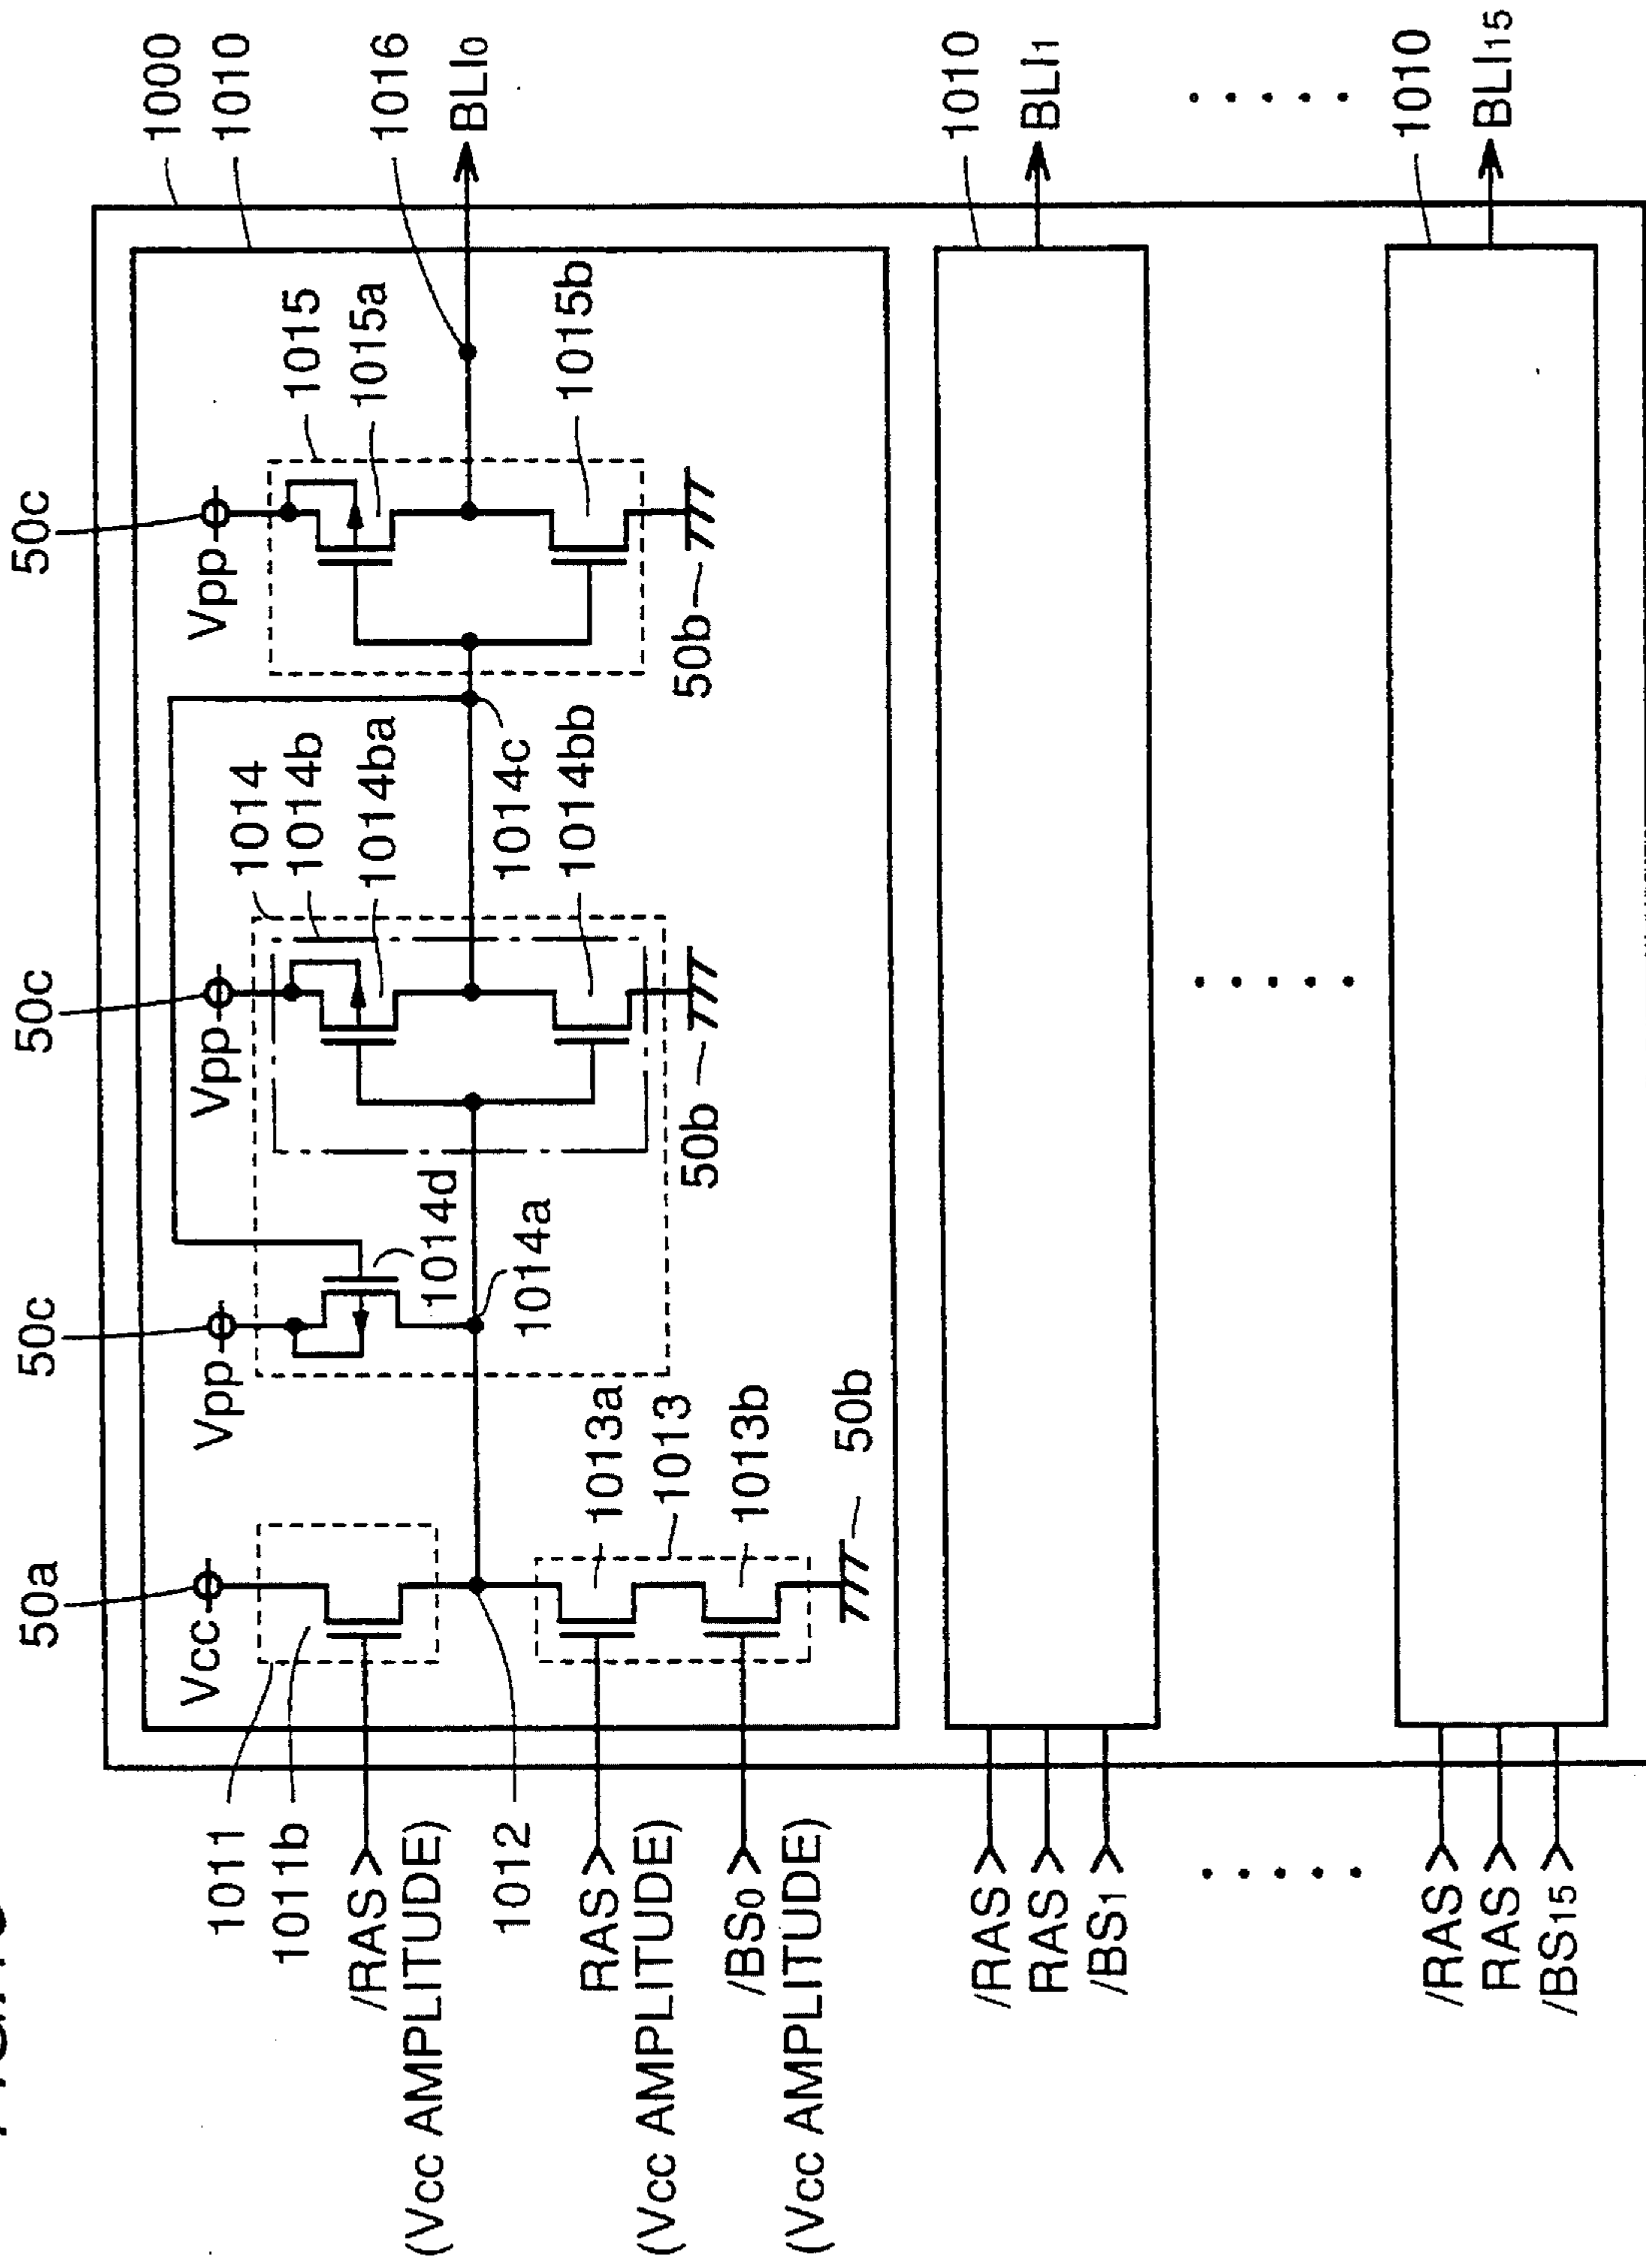 50a
50c
50c
50c
Vcc
Vpp
Vpp
Vpp
1000
1010
1011
1011b
/RAS
(Vcc AMPLITUDE)
1012
RAS
(Vcc AMPLITUDE)
/BS0
(Vcc AMPLITUDE)
1013a
1013
1013b
50b
1014d
1014a
1014
1014b
1014ba
1014c
1014bb
50b
1015
1015a
1015b
50b
1016
BLI0
/RAS
RAS
/BS1
1010
BLI1
/RAS
RAS
/BS15
1010
BLI15